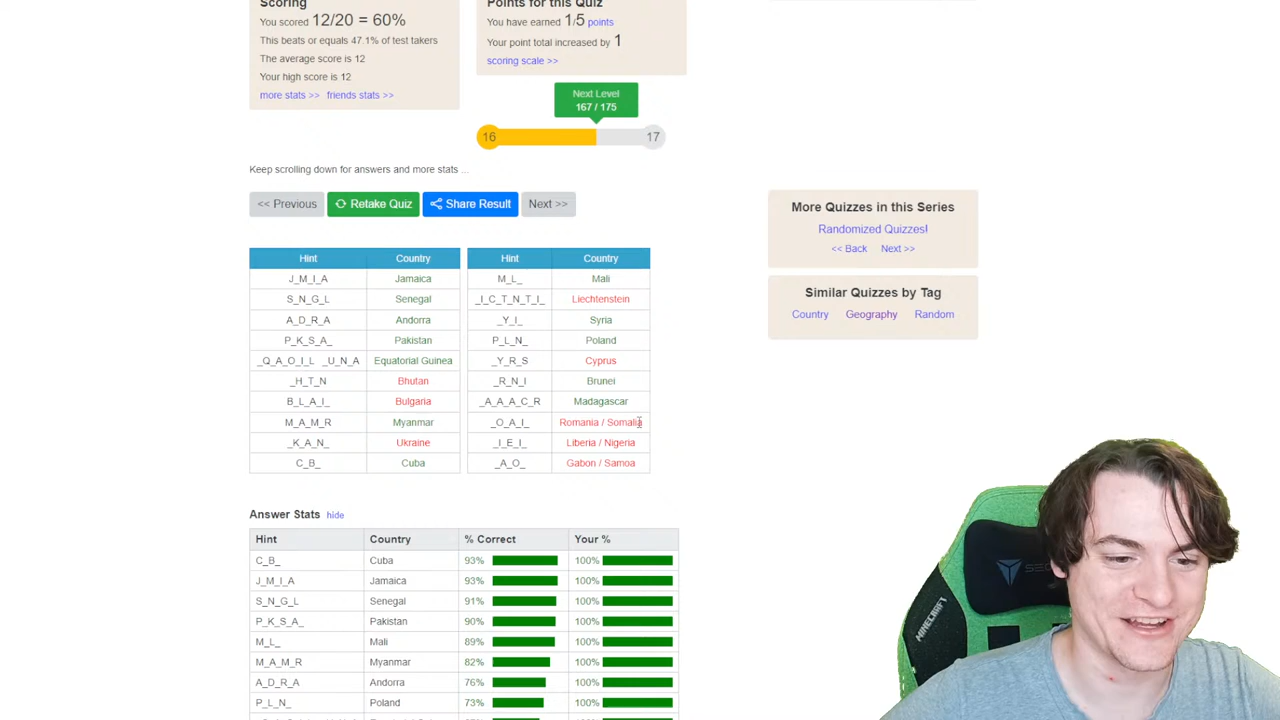 Scoring
You scored 12/20 = 60%
This beats or equals 47.1% of test takers
The average score is 12
Your high score is 12
more stats >> friends stats >>
Points for this Quiz
You have earned 1/5 points
Your point total increased by 1
scoring scale >>
Next Level
167 / 175
16 17
Keep scrolling down for answers and more stats ...
<< Previous Retake Quiz Share Result Next >>
More Quizzes in this Series
Randomized Quizzes!
<< Back Next >>
Similar Quizzes by Tag
Country Geography Random
Hint Country Hint Country
J_M_I_A Jamaica M_L_ Mali
S_N_G_L Senegal _I_C_T_N_T_I_ Liechtenstein
A_D_R_A Andorra _Y_I_ Syria
P_K_S_A_ Pakistan P_L_N_ Poland
_Q_A_O_I_L _U_N_A Equatorial Guinea _Y_R_S Cyprus
_H_T_N Bhutan _R_N_I Brunei
B_L_A_I_ Bulgaria _A_A_A_C_R Madagascar
M_A_M_R Myanmar _O_A_I_ Romania / Somalia
_K_A_N_ Ukraine _I_E_I_ Liberia / Nigeria
C_B_ Cuba _A_O_ Gabon / Samoa
Answer Stats hide
Hint Country % Correct Your %
C_B_ Cuba 93% 100%
J_M_I_A Jamaica 93% 100%
S_N_G_L Senegal 91% 100%
P_K_S_A_ Pakistan 90% 100%
M_L_ Mali 89% 100%
M_A_M_R Myanmar 82% 100%
A_D_R_A Andorra 76% 100%
P_L_N_ Poland 73% 100%
MINECRAFT